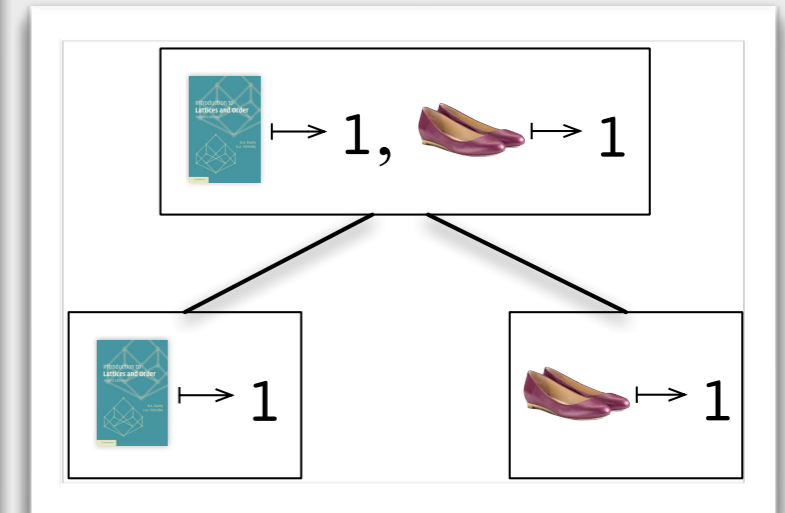 Introduction to
Lattices and Order
↦ 1, ↦ 1
Introduction to
Lattices and Order
↦ 1
↦ 1